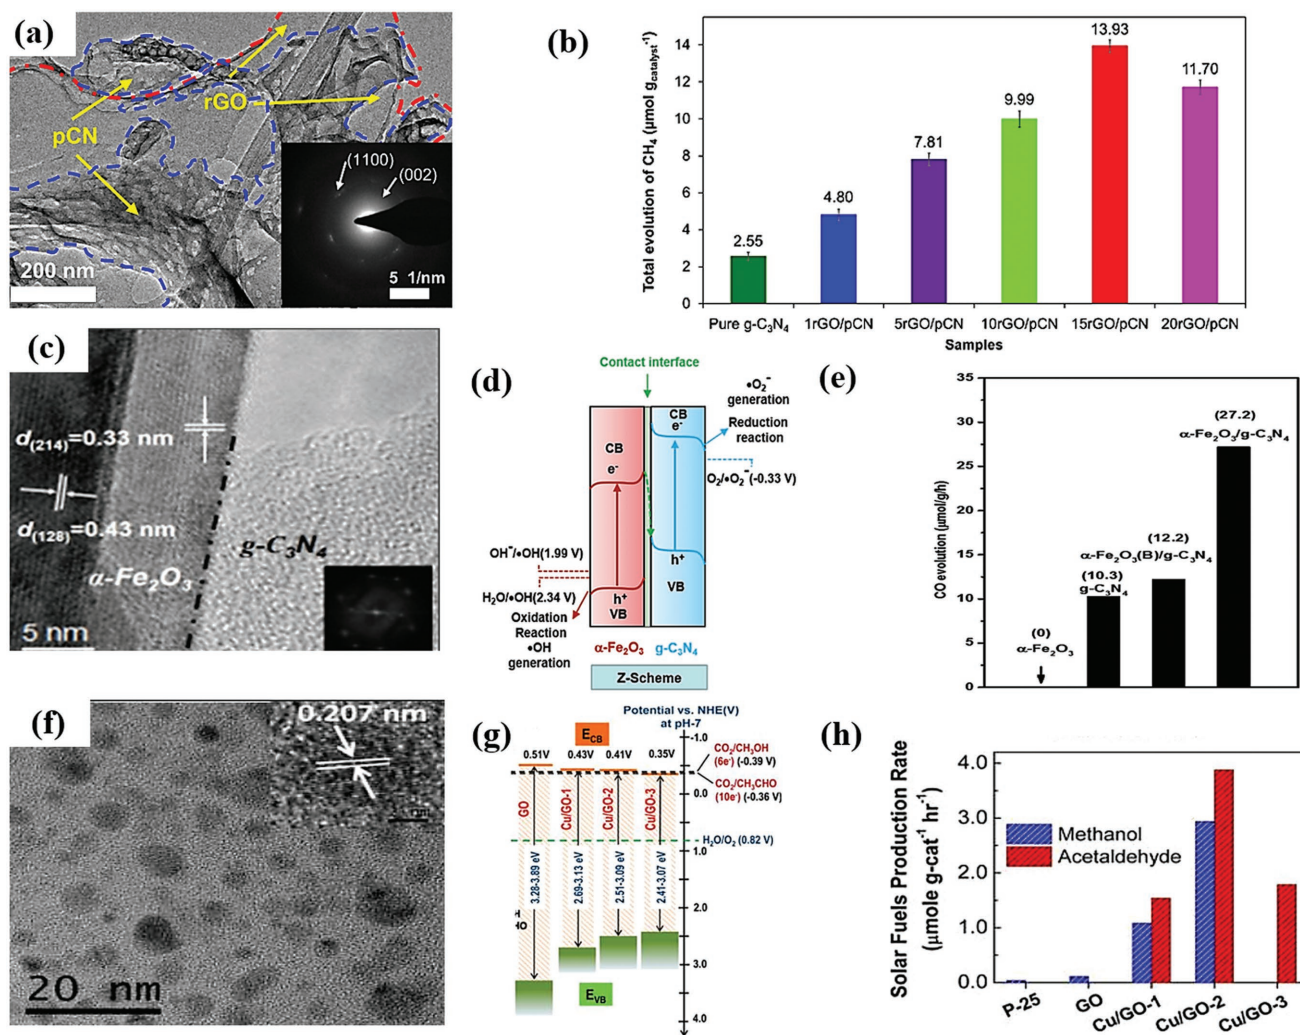 (a)
pCN
rGO
(1100)
(002)
200 nm
5 1/nm
(b)
Total evolution of CH₄ (μmol g_catalyst⁻¹)
14
12
10
8
6
4
2
0
2.55
4.80
7.81
9.99
13.93
11.70
Pure g-C₃N₄
1rGO/pCN
5rGO/pCN
10rGO/pCN
15rGO/pCN
20rGO/pCN
Samples
(c)
d(214)=0.33 nm
d(128)=0.43 nm
α-Fe₂O₃
g-C₃N₄
5 nm
(d)
Contact interface
•O₂⁻
generation
Reduction
reaction
CB
e⁻
CB
e⁻
O₂/•O₂⁻(-0.33 V)
OH⁻/•OH(1.99 V)
H₂O/•OH(2.34 V)
h⁺
VB
h⁺
VB
Oxidation
Reaction
•OH
generation
α-Fe₂O₃
g-C₃N₄
Z-Scheme
(e)
CO evolution (μmol/g/h)
35
30
25
20
15
10
5
0
(0)
α-Fe₂O₃
(10.3)
g-C₃N₄
(12.2)
α-Fe₂O₃(B)/g-C₃N₄
(27.2)
α-Fe₂O₃/g-C₃N₄
(f)
0.207 nm
20 nm
(g)
Potential vs. NHE(V)
at pH-7
E_CB
0.51V
0.43V
0.41V
0.35V
-1.0
0.0
1.0
2.0
3.0
4.0
CO₂/CH₃OH
(6e⁻) (-0.39 V)
CO₂/CH₃CHO
(10e⁻) (-0.36 V)
H₂O/O₂ (0.82 V)
GO
Cu/GO-1
Cu/GO-2
Cu/GO-3
3.28-3.89 eV
2.69-3.13 eV
2.51-3.09 eV
2.41-3.07 eV
H
HO
E_VB
(h)
Solar Fuels Production Rate
(μmole g-cat⁻¹ hr⁻¹)
4.0
3.0
2.0
1.0
0.0
Methanol
Acetaldehyde
P-25
GO
Cu/GO-1
Cu/GO-2
Cu/GO-3